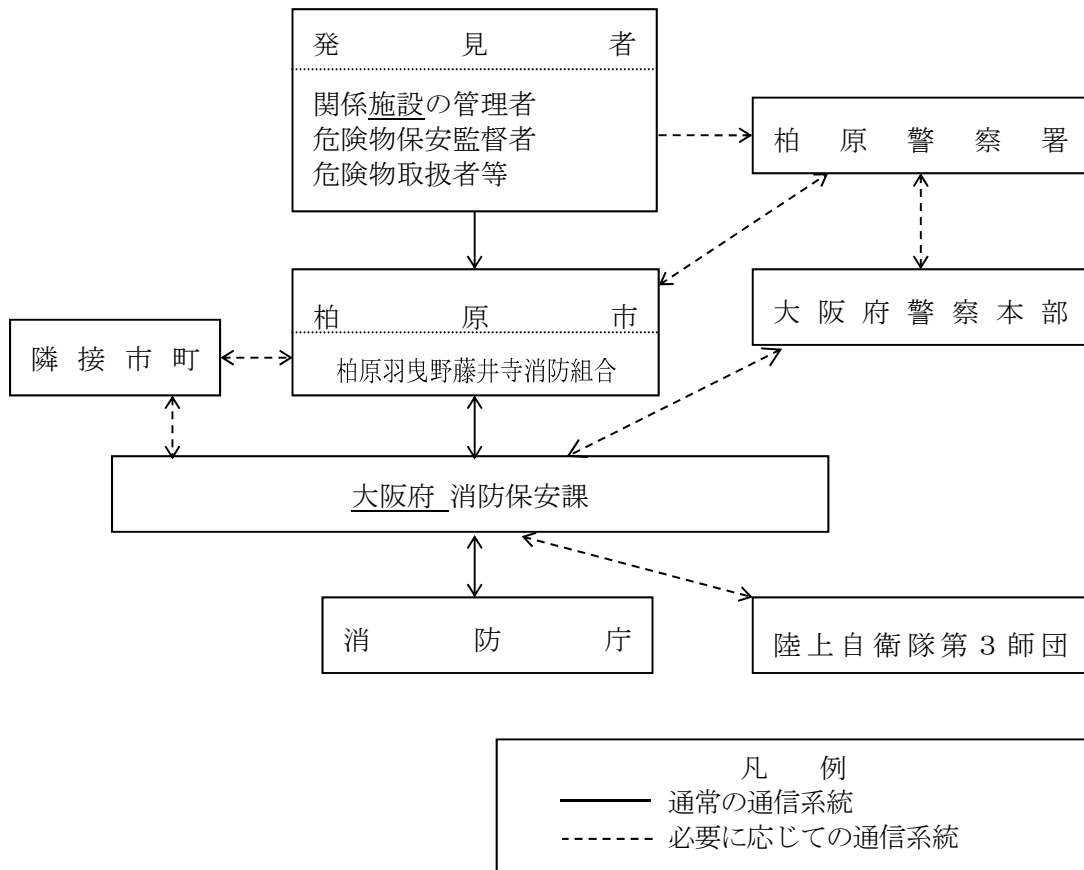 発見者
関係施設の管理者
危険物保安監督者
危険物取扱者等
柏原警察署
柏原市
柏原羽曳野藤井寺消防組合
大阪府警察本部
隣接市町
大阪府 消防保安課
消防庁
陸上自衛隊第３師団
凡例
通常の通信系統
必要に応じての通信系統